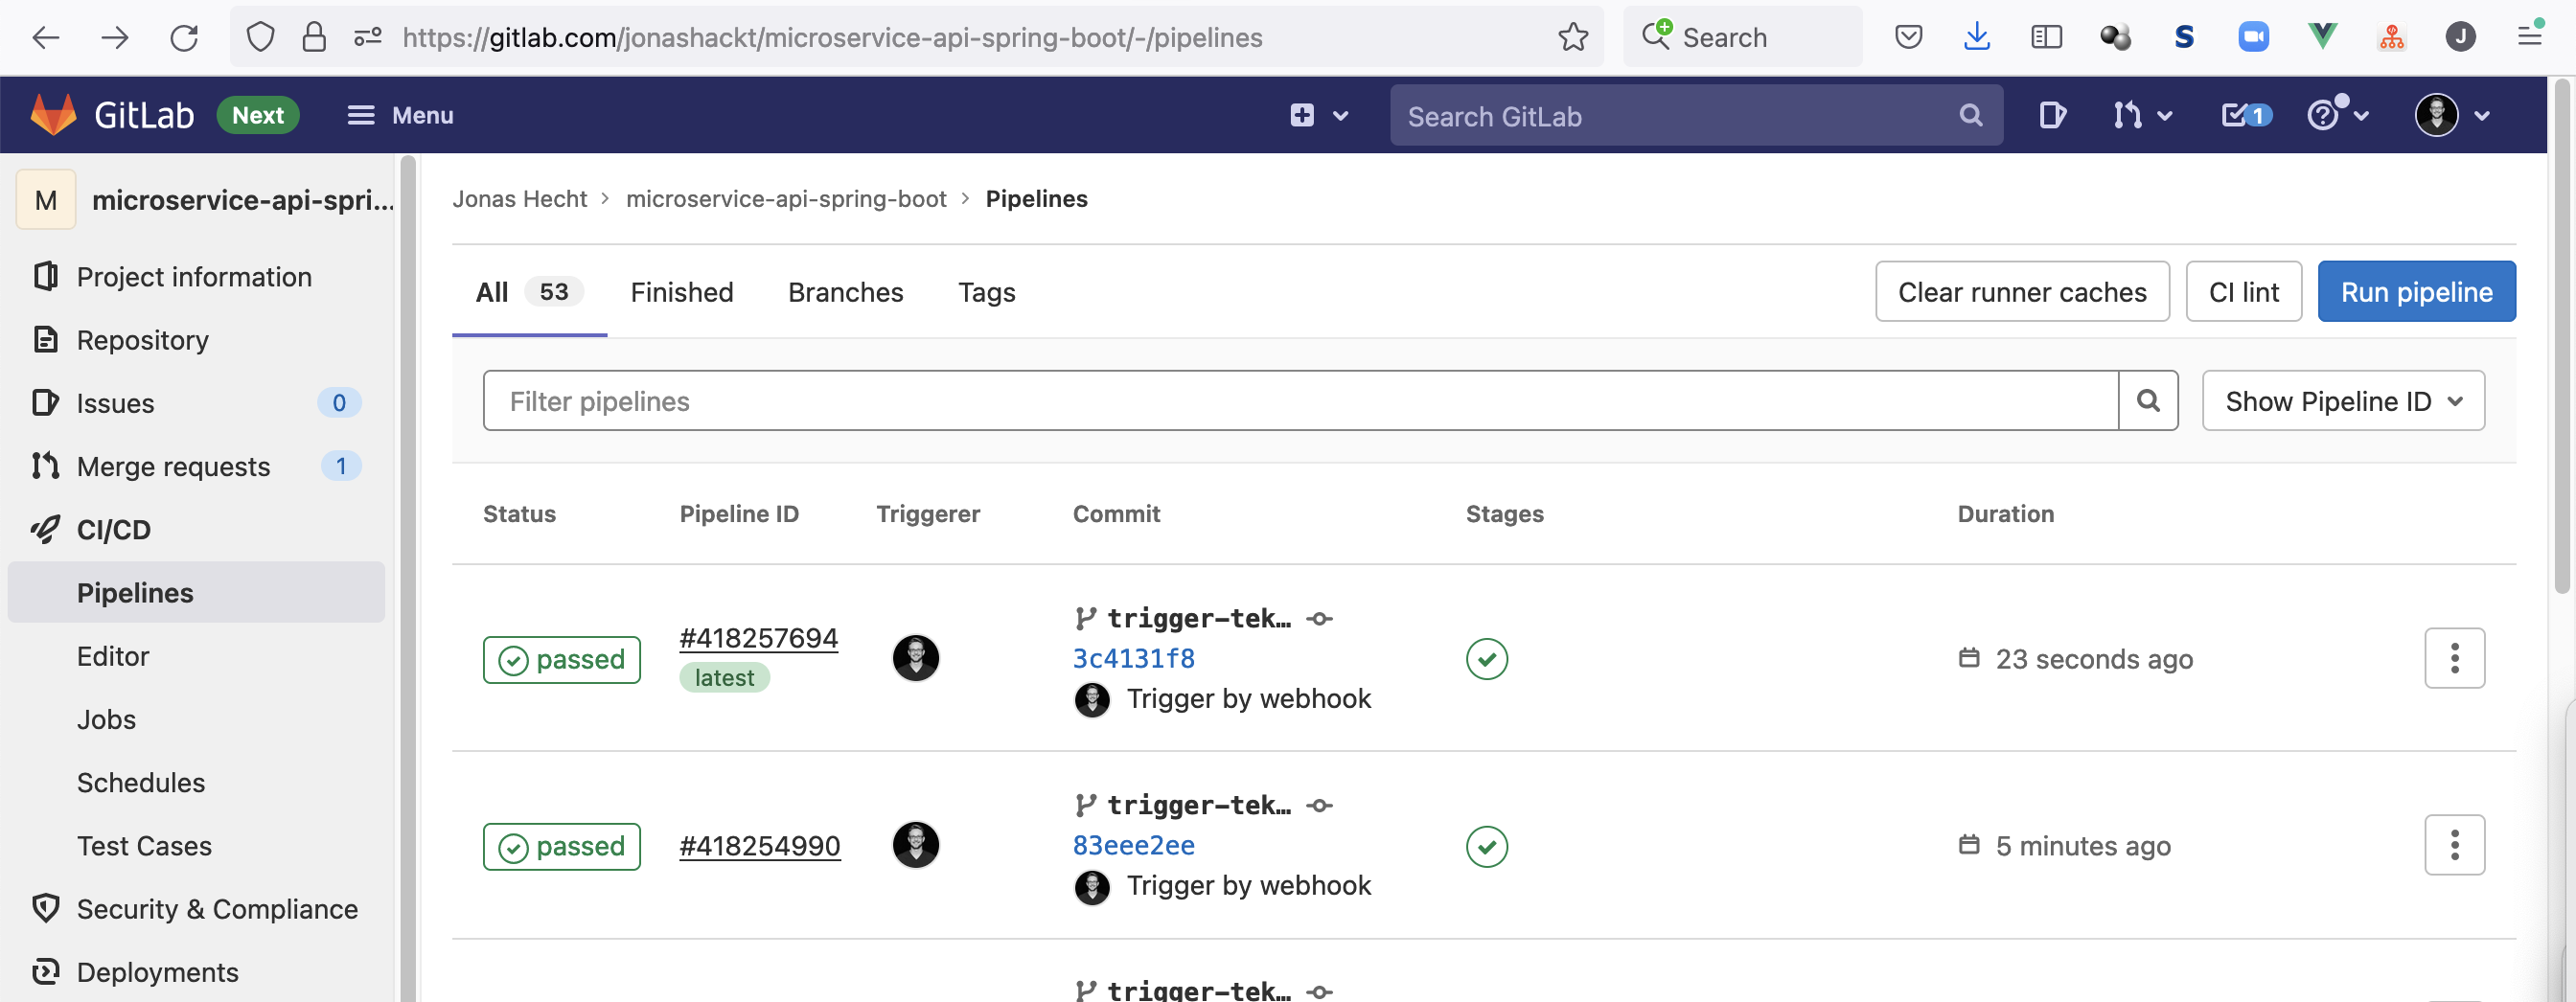 https://gitlab.com/jonashackt/microservice-api-spring-boot/-/pipelines
Search
S
J
GitLab
Next
Menu
Search GitLab
1
M
microservice-api-spri...
Project information
Repository
Issues
0
Merge requests
1
CI/CD
Pipelines
Editor
Jobs
Schedules
Test Cases
Security & Compliance
Deployments
Jonas Hecht > microservice-api-spring-boot > Pipelines
All 53 Finished Branches Tags
Clear runner caches CI lint Run pipeline
Filter pipelines
Show Pipeline ID
Status Pipeline ID Triggerer Commit Stages Duration
passed
#418257694
latest
trigger-tek…
3c4131f8
Trigger by webhook
23 seconds ago
passed
#418254990
trigger-tek…
83eee2ee
Trigger by webhook
5 minutes ago
trigger-tek…